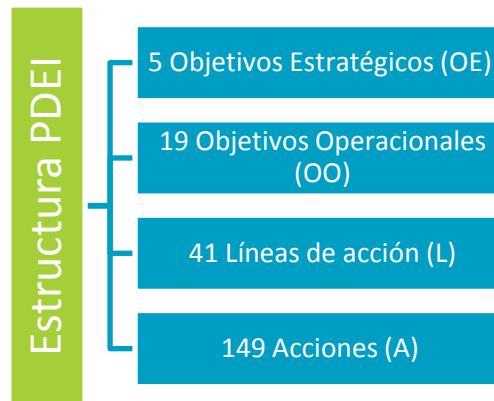 Estructura PDEI
5 Objetivos Estratégicos (OE)
19 Objetivos Operacionales
(OO)
41 Líneas de acción (L)
149 Acciones (A)